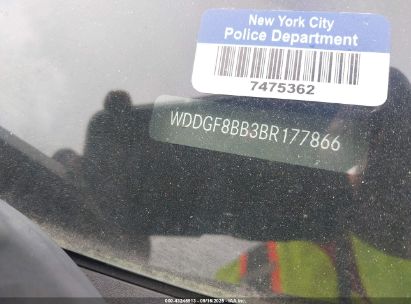 New York City
Police Department
7475362
WDDGF8BB3BR177866